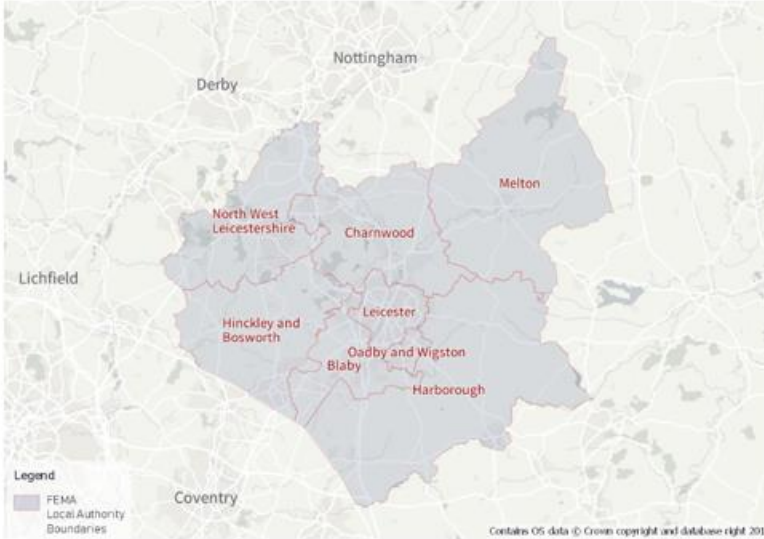 Nottingham
Derby
Melton
North West
Leicestershire
Charnwood
Lichfield
Leicester
Hinckley and
Bosworth
Oadby and Wigston
Blaby
Harborough
Legend
FEMA
Local Authority
Boundaries
Coventry
Contains OS data © Crown copyright and database right 201